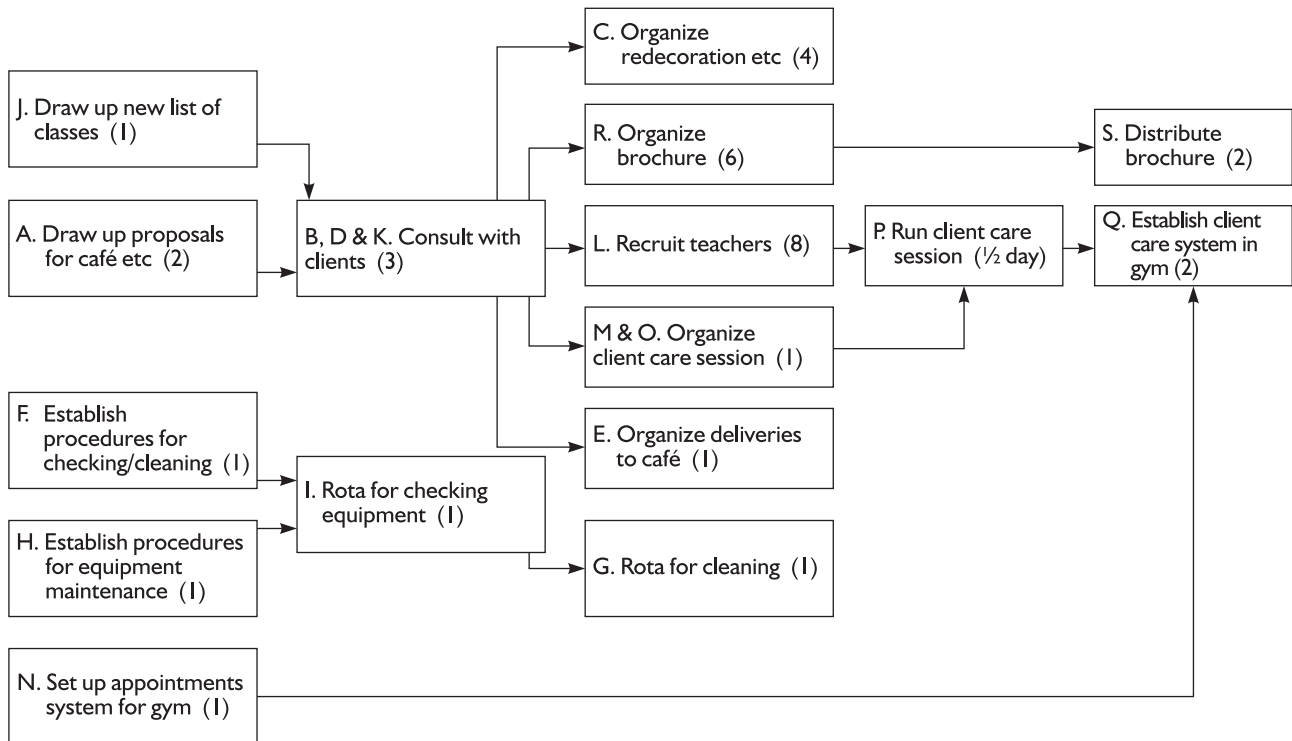 C. Organize
redecoration etc (4)
J. Draw up new list of
classes (1)
R. Organize
brochure (6)
S. Distribute
brochure (2)
A. Draw up proposals
for café etc (2)
B, D & K. Consult with
clients (3)
L. Recruit teachers (8)
P. Run client care
session (½ day)
Q. Establish client
care system in
gym (2)
M & O. Organize
client care session (1)
F. Establish
procedures for
checking/cleaning (1)
E. Organize deliveries
to café (1)
I. Rota for checking
equipment (1)
H. Establish procedures
for equipment
maintenance (1)
G. Rota for cleaning (1)
N. Set up appointments
system for gym (1)